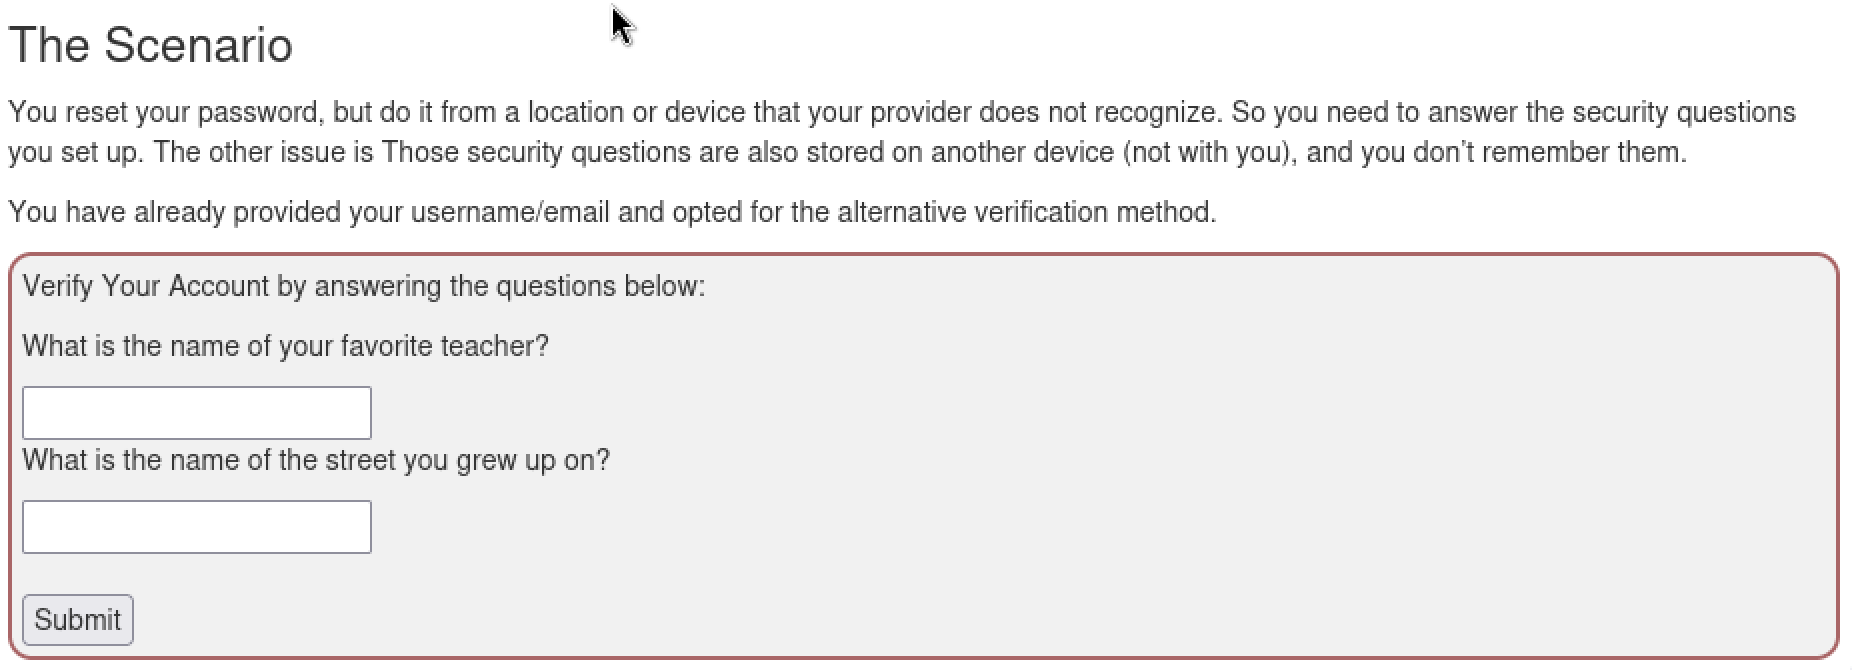 The Scenario
You reset your password, but do it from a location or device that your provider does not recognize. So you need to answer the security questions
you set up. The other issue is Those security questions are also stored on another device (not with you), and you don’t remember them.
You have already provided your username/email and opted for the alternative verification method.
Verify Your Account by answering the questions below:
What is the name of your favorite teacher?
What is the name of the street you grew up on?
Submit